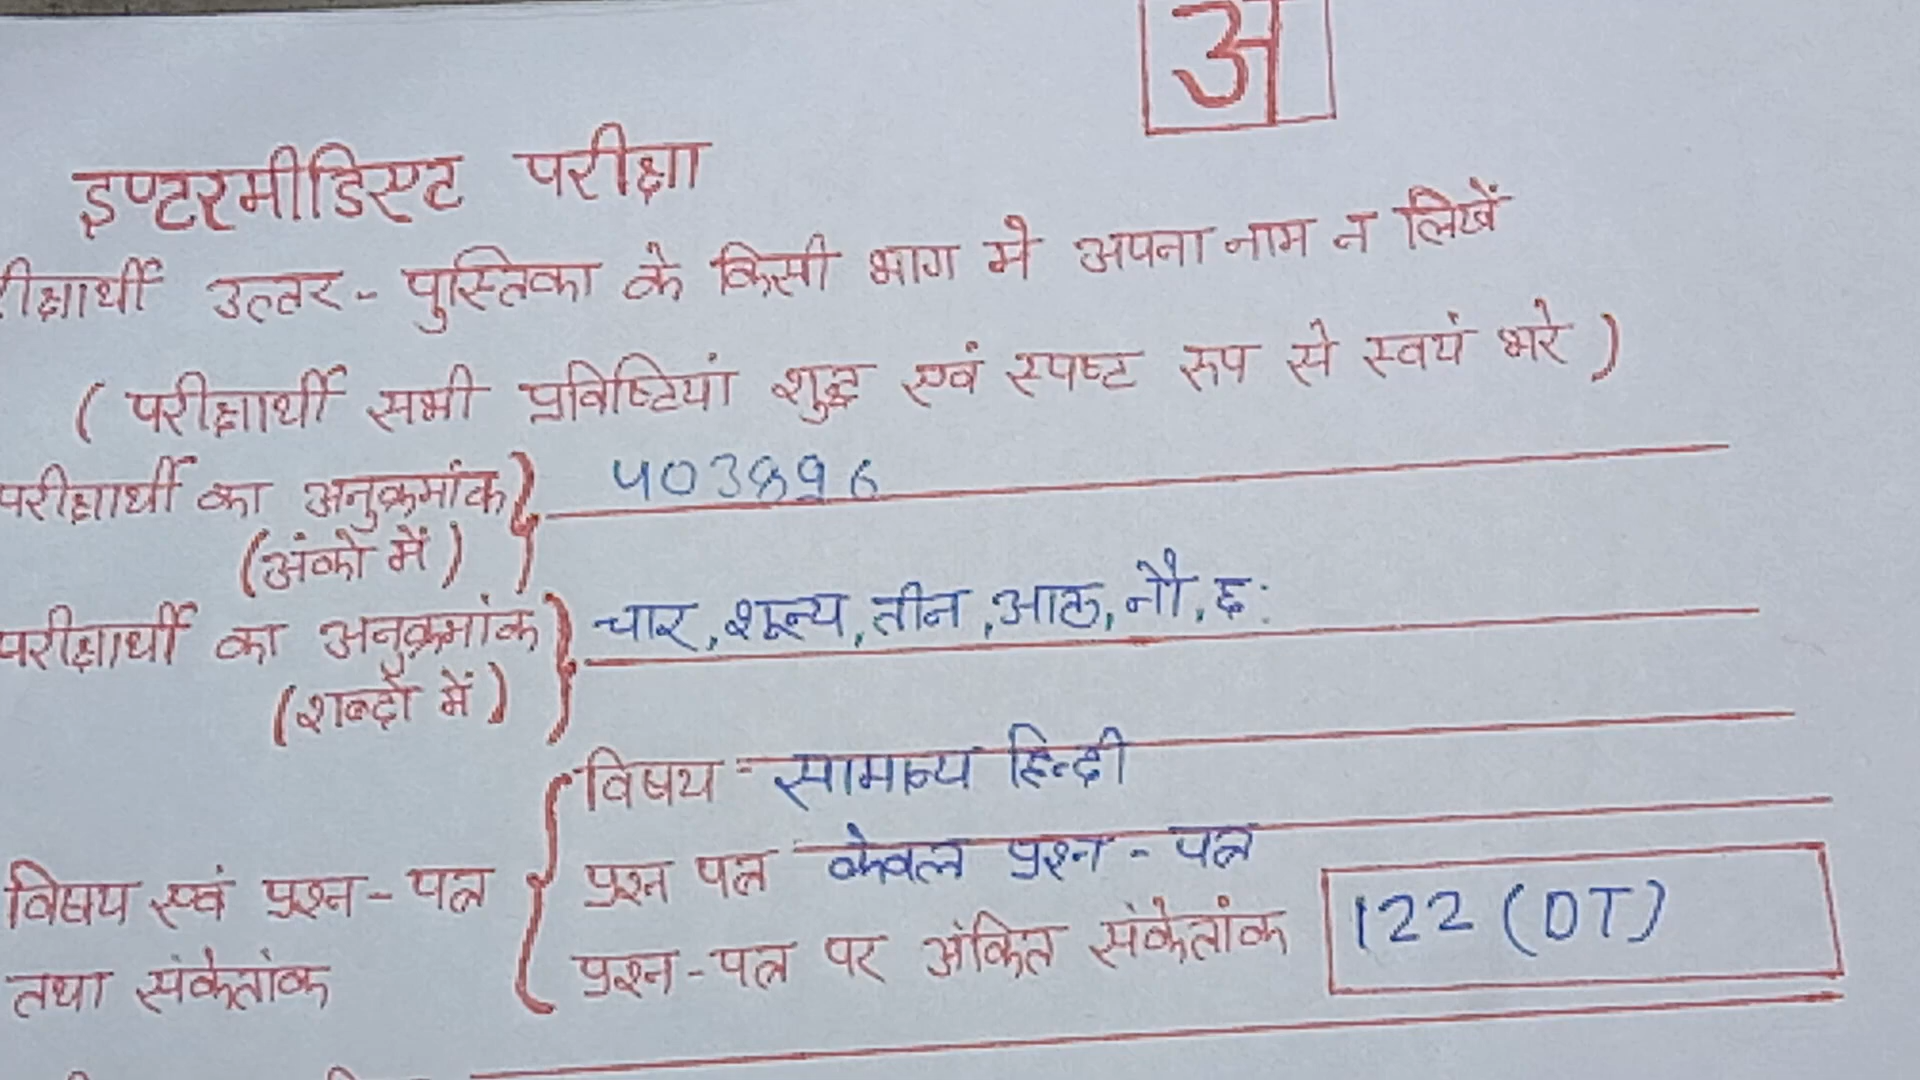 अ
इण्टरमीडिएट परीक्षा
रीक्षार्थी उत्तर - पुस्तिका के किसी भाग मे अपना नाम न लिखें
( परीक्षार्थी सभी प्रविष्टियां शुद्ध एवं स्पष्ट रूप से स्वयं भरे )
परीक्षार्थी का अनुक्रमांक } 403896
(अंको में)
परीक्षार्थी का अनुक्रमांक } चार, शून्य, तीन, आठ, नौ, छ:
(शब्दों में)
विषय - सामान्य हिन्दी
विषय एवं प्रश्न - पत्र { प्रश्न पत्र केवल प्रश्न - पत्र
तथा संकेतांक प्रश्न - पत्र पर अंकित संकेतांक 122 (DT)